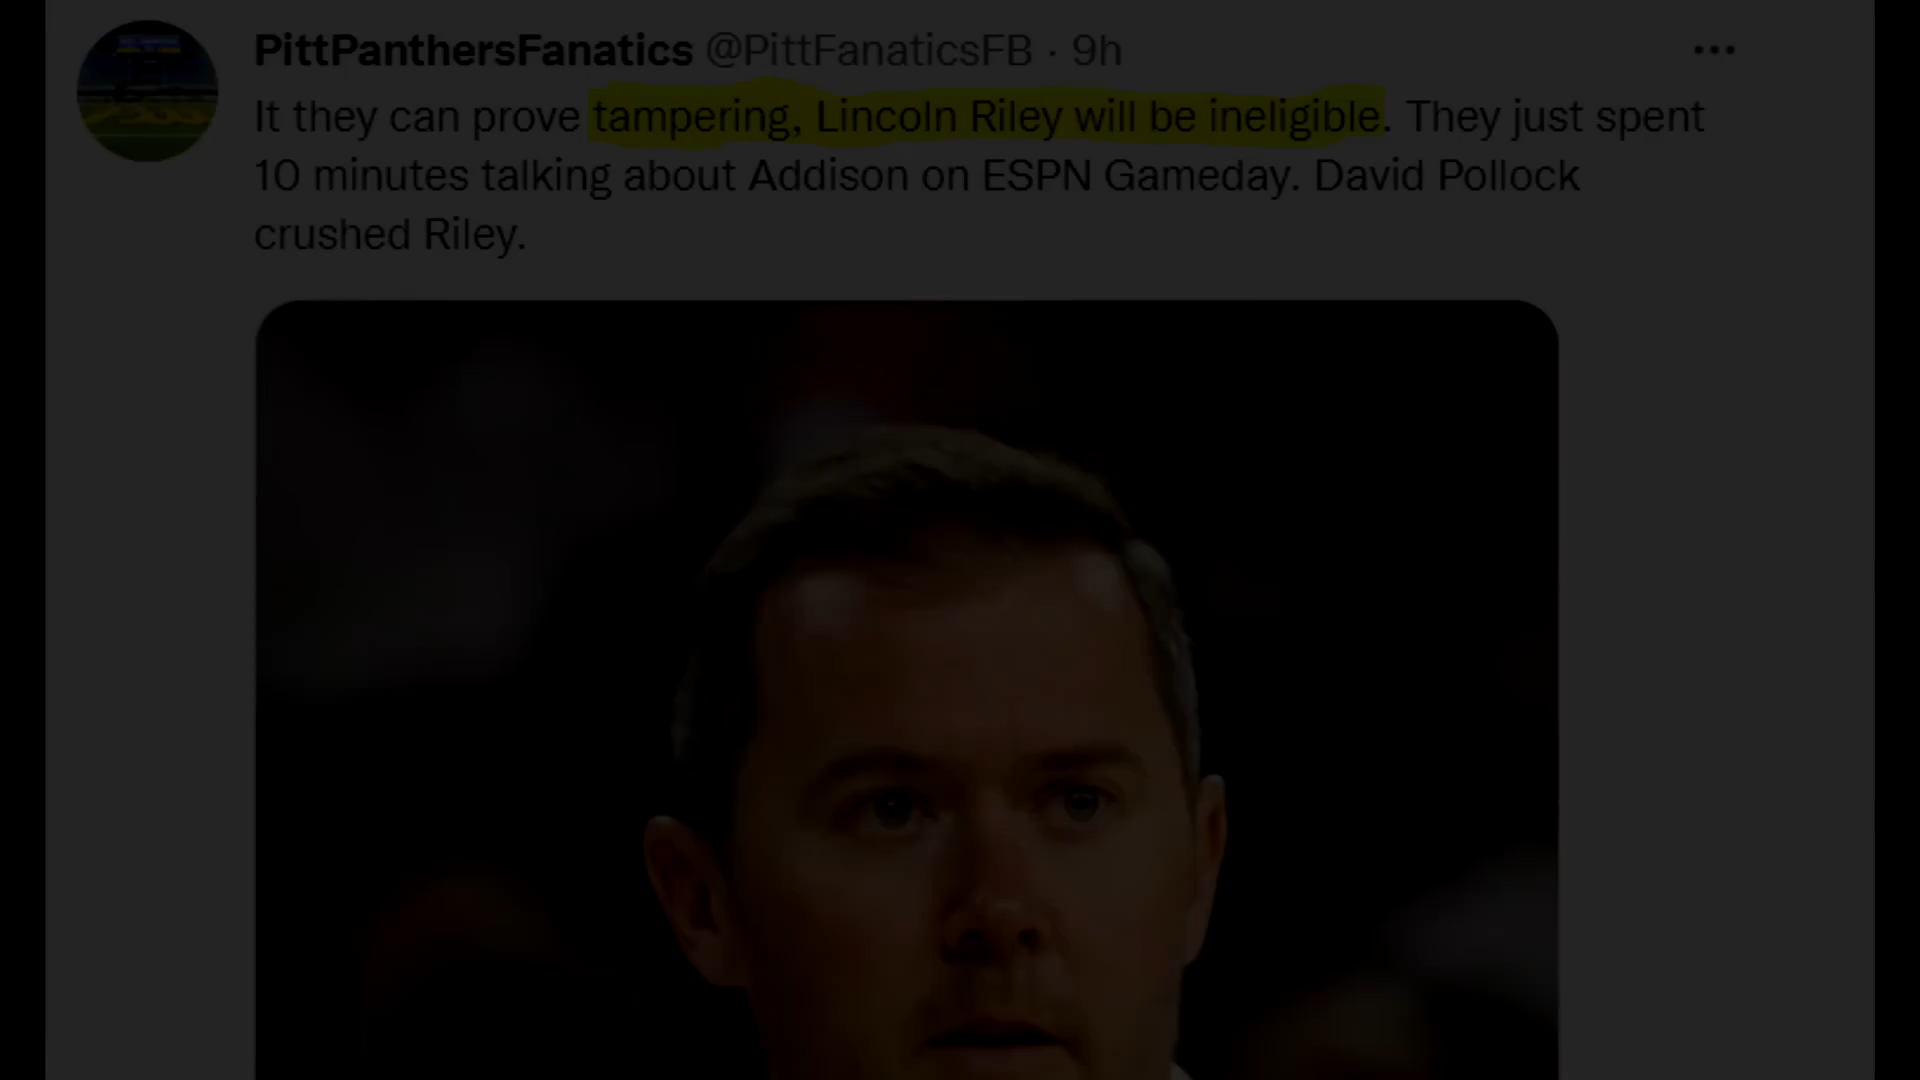 PittPanthersFanatics @PittFanaticsFB · 9h
It they can prove tampering, Lincoln Riley will be ineligible. They just spent
10 minutes talking about Addison on ESPN Gameday. David Pollock
crushed Riley.